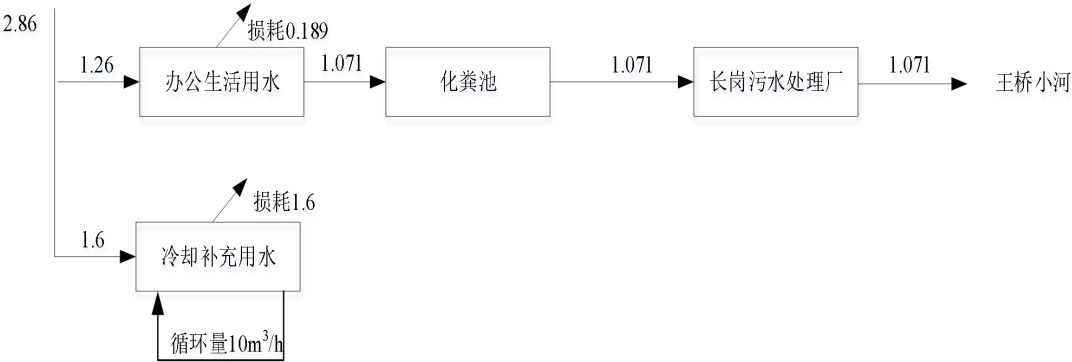 2.86
损耗0.189
1.26
办公生活用水
1.071
化粪池
1.071
长岗污水处理厂
1.071
王桥小河
损耗1.6
1.6
冷却补充用水
循环量10m³/h